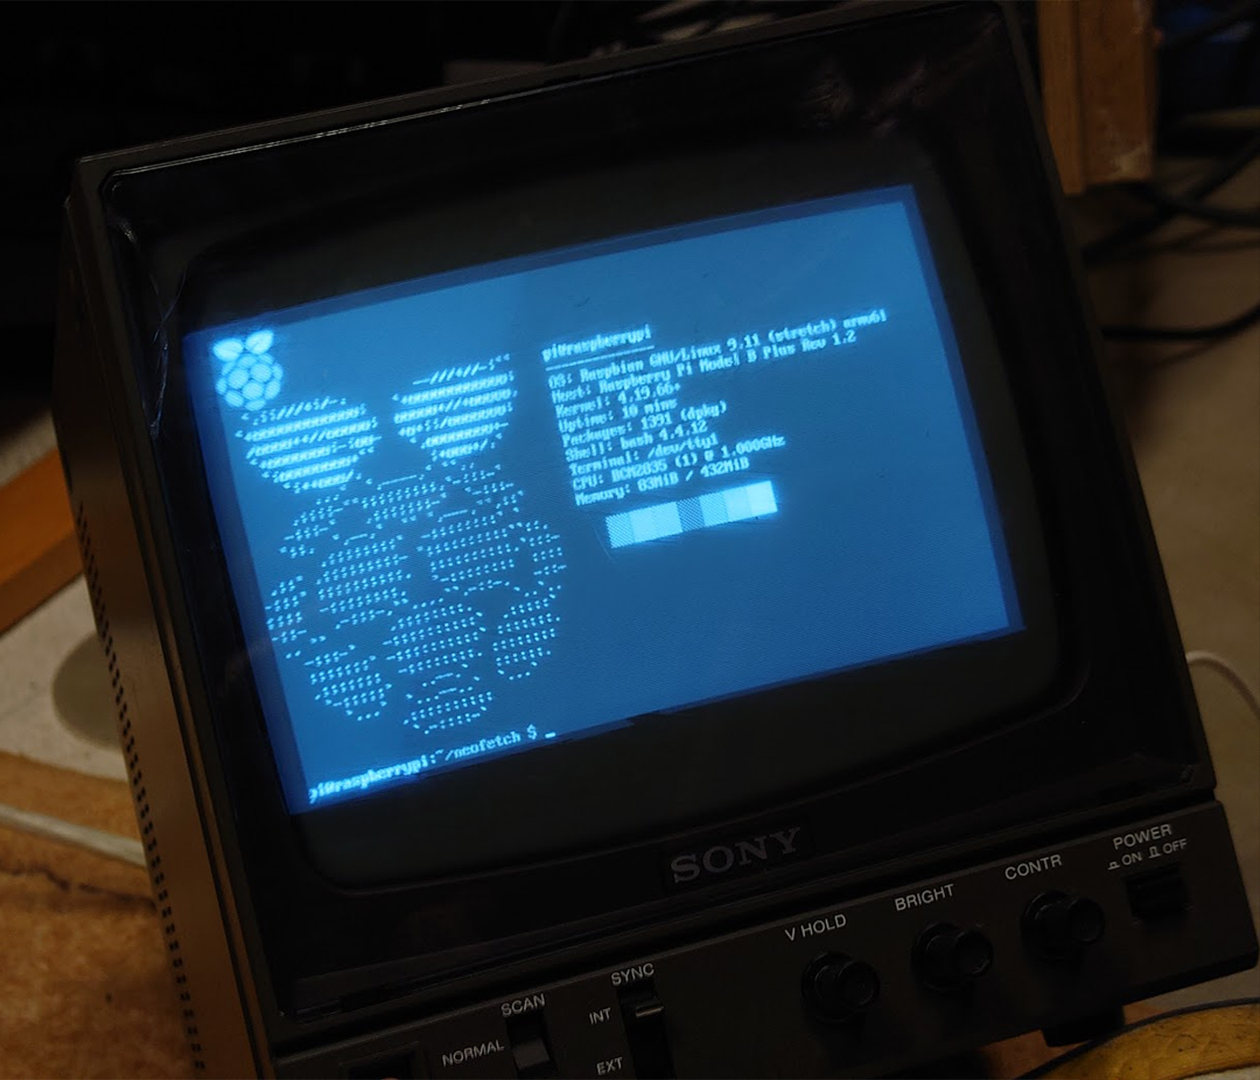 pi@raspberrypi
OS: Raspbian GNU/Linux 9.11 (stretch) armv6l
Host: Raspberry Pi Model B Plus Rev 1.2
Kernel: 4.19.66+
Uptime: 10 mins
Packages: 1391 (dpkg)
Shell: bash 4.4.12
Terminal: /dev/tty1
CPU: BCM2835 (1) @ 1.000GHz
Memory: 83MiB / 432MiB
pi@raspberrypi:~/neofetch $ _
SONY
POWER
ON OFF
CONTR
BRIGHT
V HOLD
SYNC
INT
EXT
SCAN
NORMAL